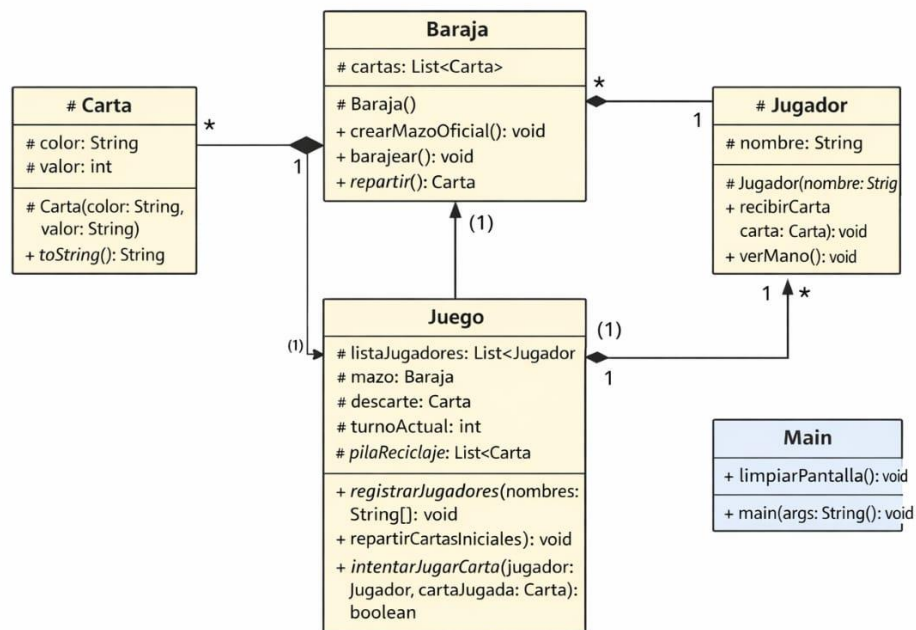 Baraja
# cartas: List<Carta>
# Baraja()
+ crearMazoOficial(): void
+ barajear(): void
+ repartir(): Carta
# Carta
# color: String
# valor: int
# Carta(color: String,
valor: String)
+ toString(): String
*
1
*
1
# Jugador
# nombre: String
# Jugador(nombre: Strig
+ recibirCarta
carta: Carta): void
+ verMano(): void
(1)
1 *
(1)
(1)
1
Juego
# listaJugadores: List<Jugador
# mazo: Baraja
# descarte: Carta
# turnoActual: int
# pilaReciclaje: List<Carta
+ registrarJugadores(nombres:
String[]: void
+ repartirCartasIniciales): void
+ intentarJugarCarta(jugador:
Jugador, cartaJugada: Carta):
boolean
Main
+ limpiarPantalla(): void
+ main(args: String(): void